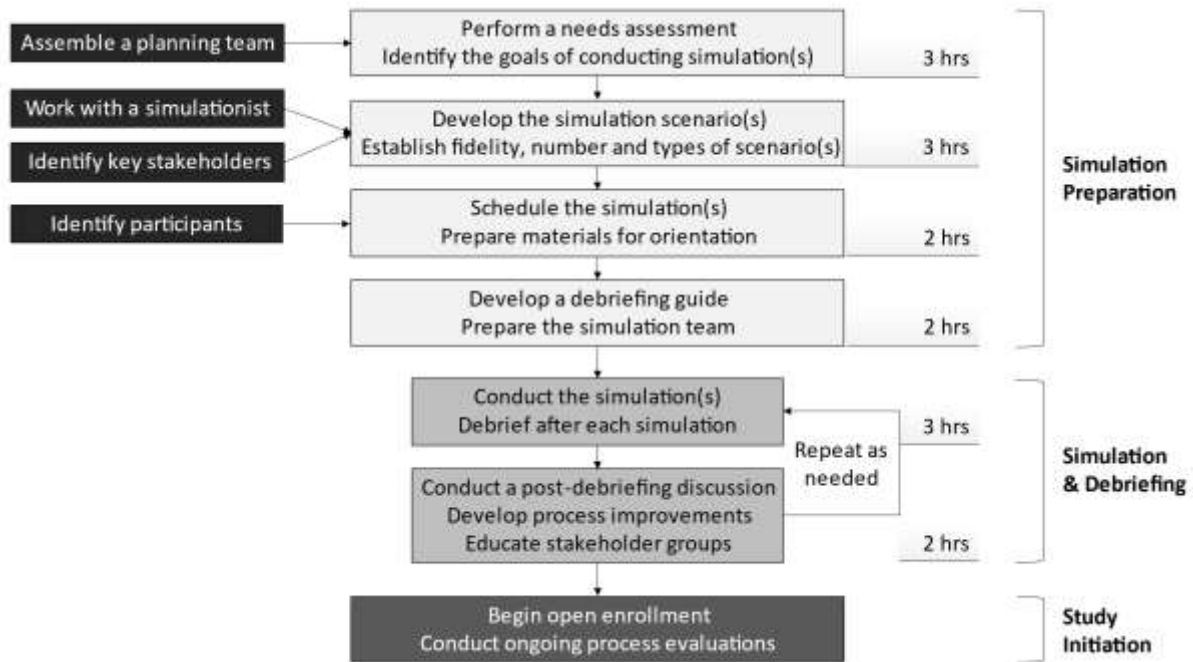 Assemble a planning team
Perform a needs assessment
Identify the goals of conducting simulation(s)
3 hrs
Work with a simulationist
Identify key stakeholders
Develop the simulation scenario(s)
Establish fidelity, number and types of scenario(s)
3 hrs
Simulation
Preparation
Identify participants
Schedule the simulation(s)
Prepare materials for orientation
2 hrs
Develop a debriefing guide
Prepare the simulation team
2 hrs
Conduct the simulation(s)
Debrief after each simulation
3 hrs
Repeat as
needed
Simulation
& Debriefing
Conduct a post-debriefing discussion
Develop process improvements
Educate stakeholder groups
2 hrs
Begin open enrollment
Conduct ongoing process evaluations
Study
Initiation